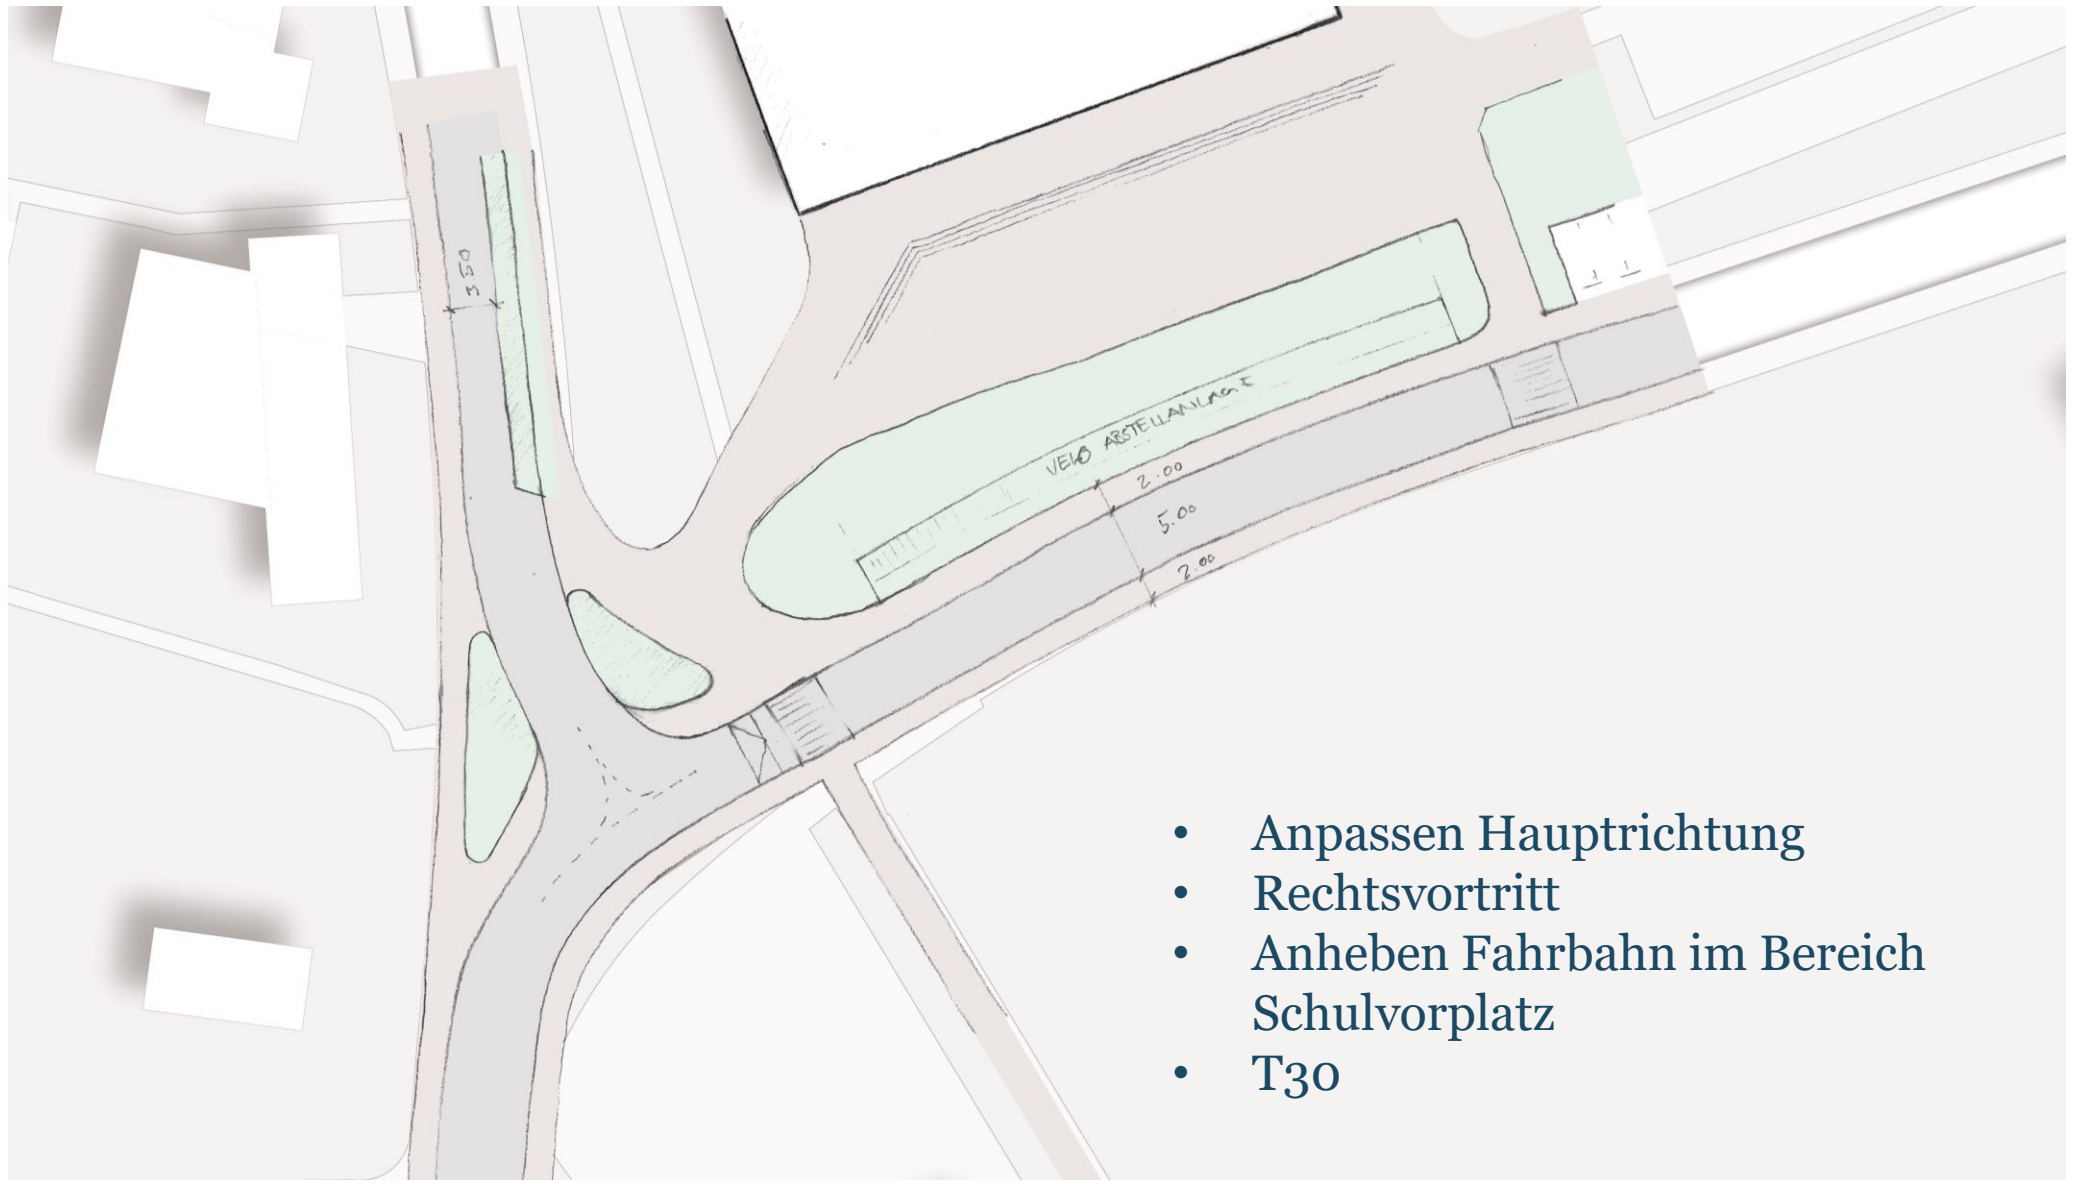 3.50
VELO ABSTELLANLAGE
2.00
5.00
2.00
• Anpassen Hauptrichtung
• Rechtsvortritt
• Anheben Fahrbahn im Bereich
Schulvorplatz
• T30